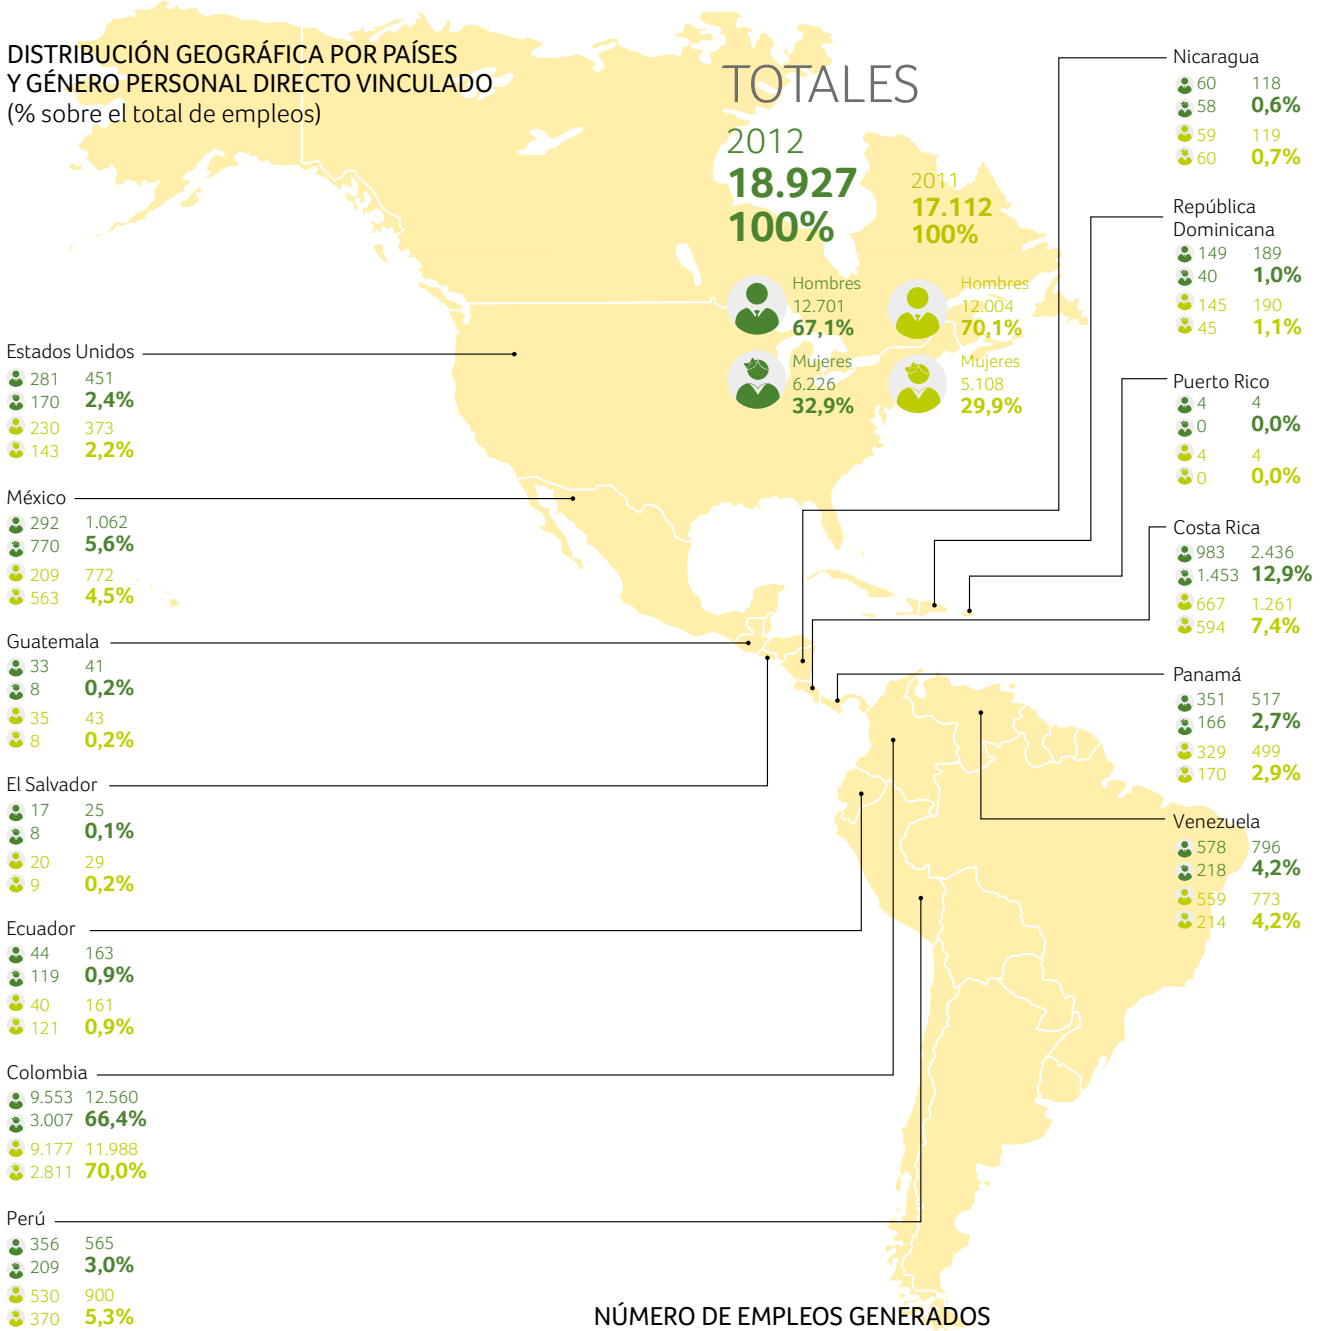 DISTRIBUCIÓN GEOGRÁFICA POR PAÍSES
Y GÉNERO PERSONAL DIRECTO VINCULADO
(% sobre el total de empleos)
TOTALES
2012
18.927
100%
2011
17.112
100%
Hombres
12.701
67,1%
Hombres
12.004
70,1%
Mujeres
6.226
32,9%
Mujeres
5.108
29,9%
Estados Unidos
281 451
170 2,4%
230 373
143 2,2%
México
292 1.062
770 5,6%
209 772
563 4,5%
Guatemala
33 41
8 0,2%
35 43
8 0,2%
El Salvador
17 25
8 0,1%
20 29
9 0,2%
Ecuador
44 163
119 0,9%
40 161
121 0,9%
Colombia
9.553 12.560
3.007 66,4%
9.177 11.988
2.811 70,0%
Perú
356 565
209 3,0%
530 900
370 5,3%
Nicaragua
60 118
58 0,6%
59 119
60 0,7%
República
Dominicana
149 189
40 1,0%
145 190
45 1,1%
Puerto Rico
4 4
0 0,0%
4 4
0 0,0%
Costa Rica
983 2.436
1.453 12,9%
667 1.261
594 7,4%
Panamá
351 517
166 2,7%
329 499
170 2,9%
Venezuela
578 796
218 4,2%
559 773
214 4,2%
NÚMERO DE EMPLEOS GENERADOS